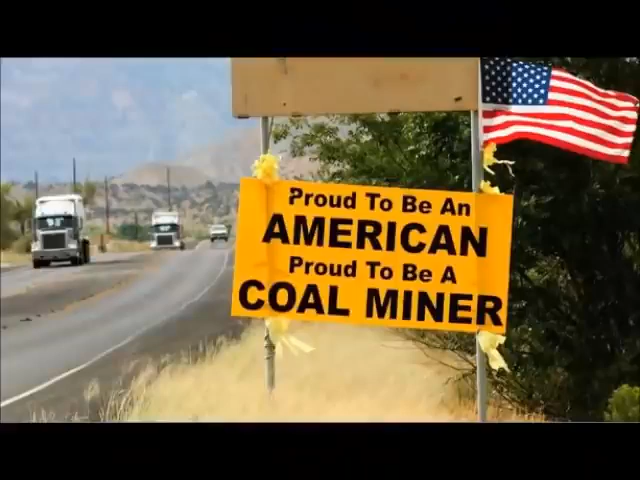 Proud To Be An
AMERICAN
Proud To Be A
COAL MINER